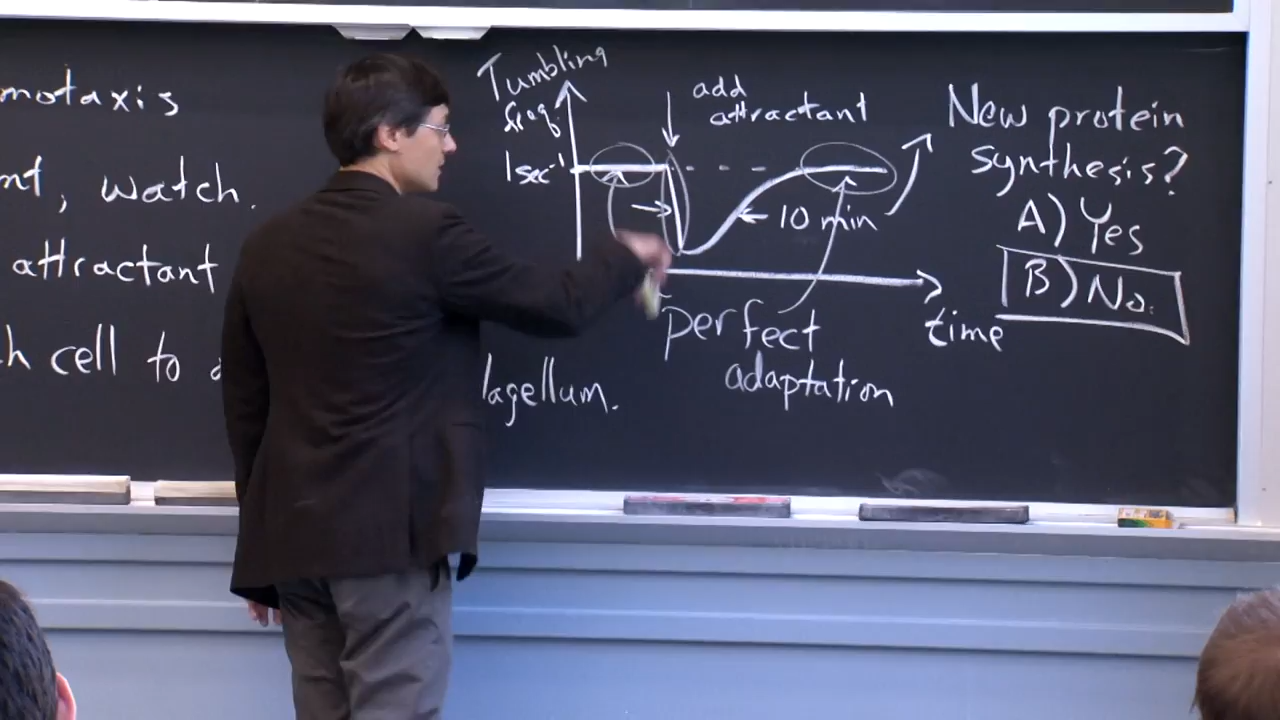 motaxis
nt, watch.
attractant
h cell to
lagellum.
Tumbling
freq.
1sec⁻¹
add
attractant
10 min
time
perfect
adaptation
New protein
synthesis?
A) Yes
B) No.